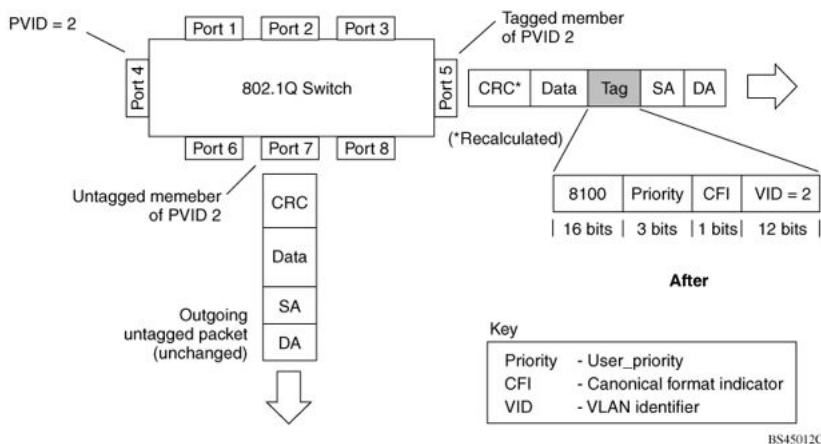 PVID = 2
Port 1
Port 2
Port 3
Tagged member
of PVID 2
Port 4
802.1Q Switch
Port 5
CRC*
Data
Tag
SA
DA
(*Recalculated)
Port 6
Port 7
Port 8
Untagged memeber
of PVID 2
8100
Priority
CFI
VID = 2
16 bits
3 bits
1 bits
12 bits
After
CRC
Data
SA
DA
Outgoing
untagged packet
(unchanged)
Key
Priority - User_priority
CFI - Canonical format indicator
VID - VLAN identifier
BS45012C